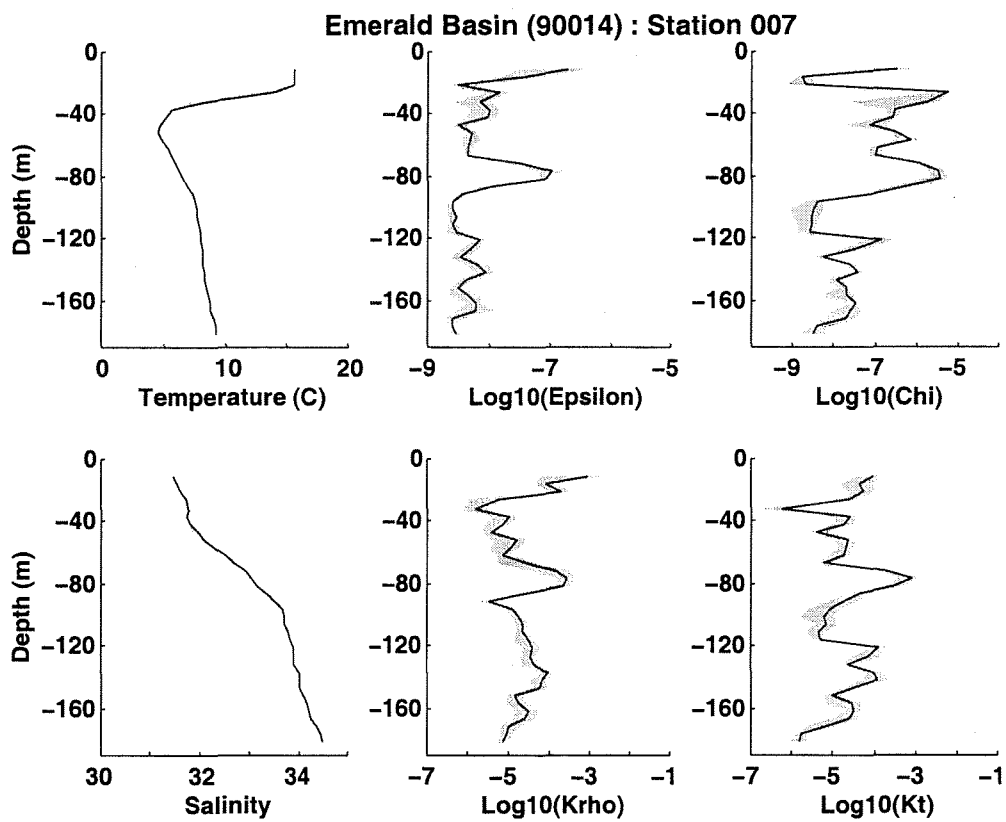 Emerald Basin (90014) : Station 007
0
−40
−80
−120
−160
Depth (m)
0 10 20
Temperature (C)
0
−40
−80
−120
−160
−9 −7 −5
Log10(Epsilon)
0
−40
−80
−120
−160
−9 −7 −5
Log10(Chi)
0
−40
−80
−120
−160
Depth (m)
30 32 34
Salinity
0
−40
−80
−120
−160
−7 −5 −3 −1
Log10(Krho)
0
−40
−80
−120
−160
−7 −5 −3 −1
Log10(Kt)